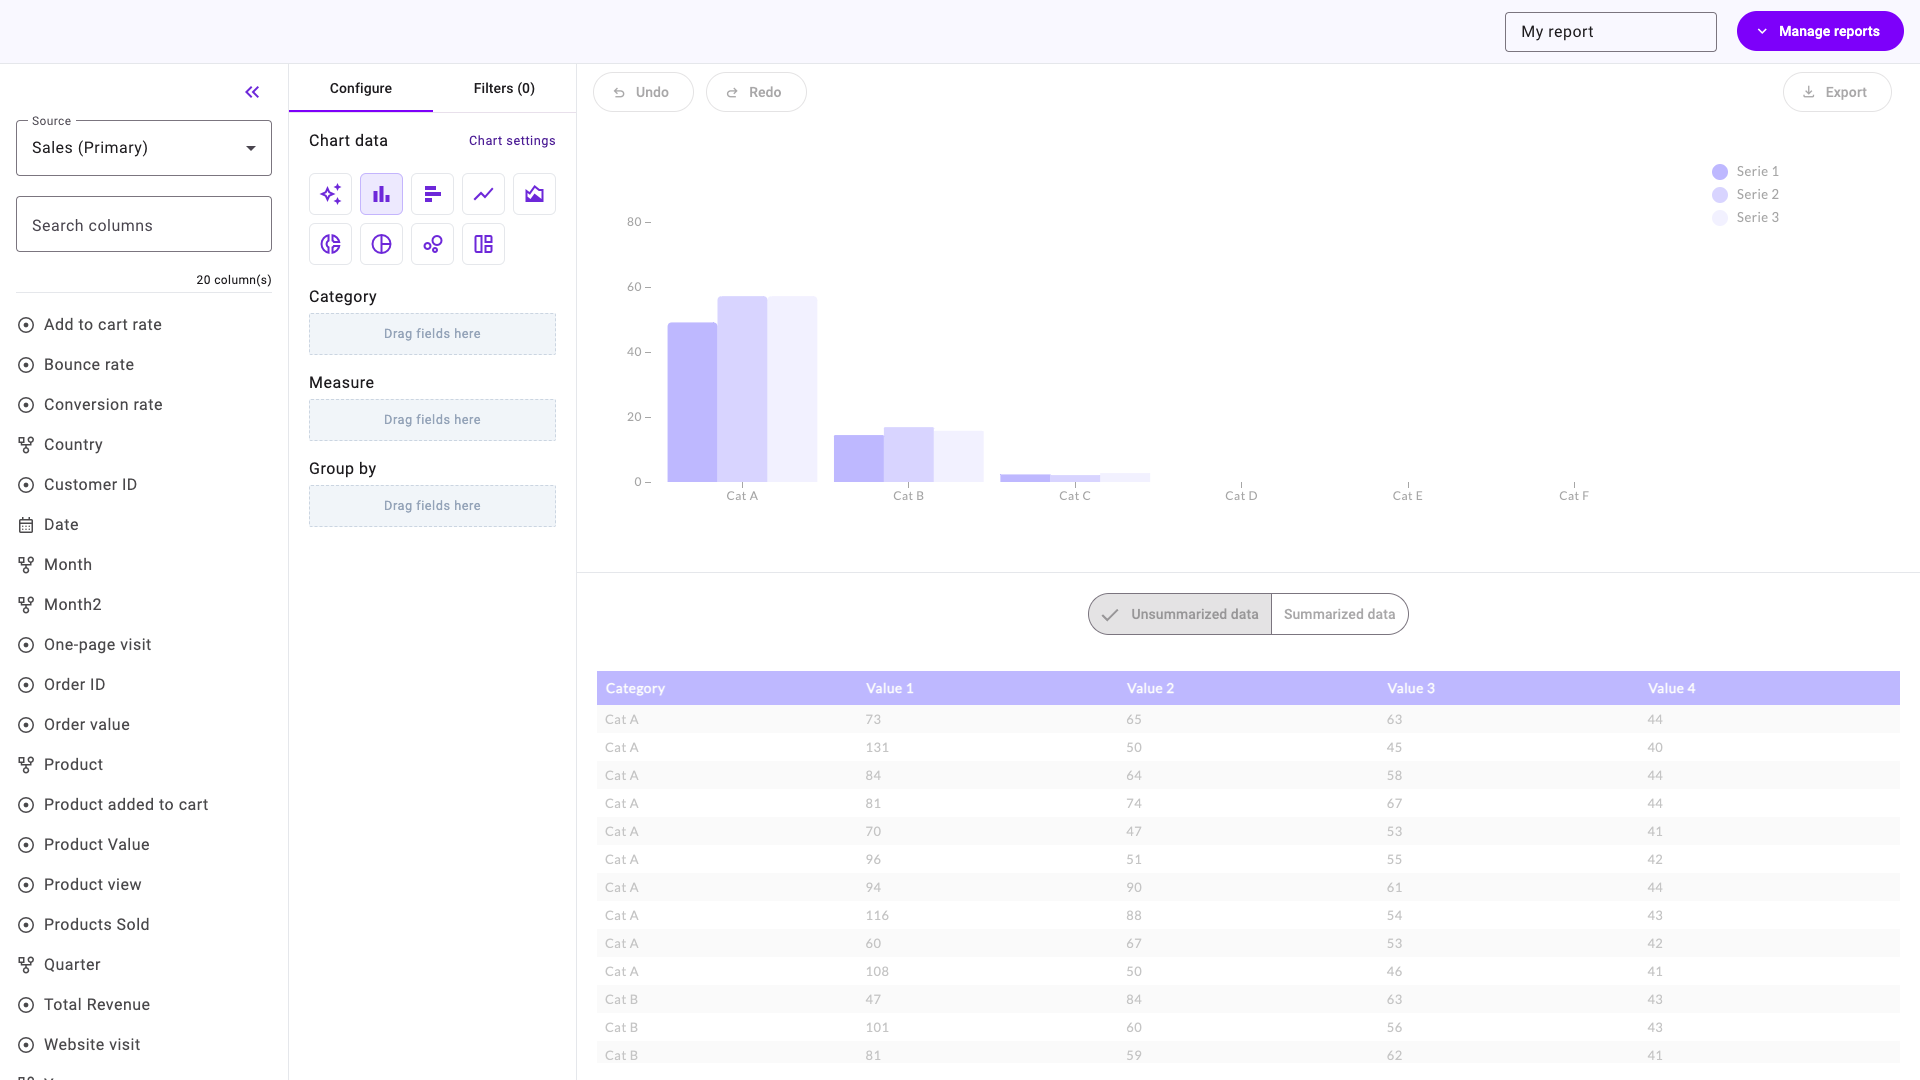 My report
Manage reports
Source
Sales (Primary)
Search columns
20 column(s)
Add to cart rate
Bounce rate
Conversion rate
Country
Customer ID
Date
Month
Month2
One-page visit
Order ID
Order value
Product
Product added to cart
Product Value
Product view
Products Sold
Quarter
Total Revenue
Website visit
Configure
Filters (0)
Chart data
Chart settings
Category
Drag fields here
Measure
Drag fields here
Group by
Drag fields here
Undo
Redo
Export
Serie 1
Serie 2
Serie 3
80
60
40
20
0
Cat A Cat B Cat C Cat D Cat E Cat F
Unsummarized data
Summarized data
Category Value 1 Value 2 Value 3 Value 4
Cat A 73 65 63 44
Cat A 131 50 45 40
Cat A 84 64 58 44
Cat A 81 74 67 44
Cat A 70 47 53 41
Cat A 96 51 55 42
Cat A 94 90 61 44
Cat A 116 88 54 43
Cat A 60 67 53 42
Cat A 108 50 46 41
Cat B 47 84 63 43
Cat B 101 60 56 43
Cat B 81 59 62 41